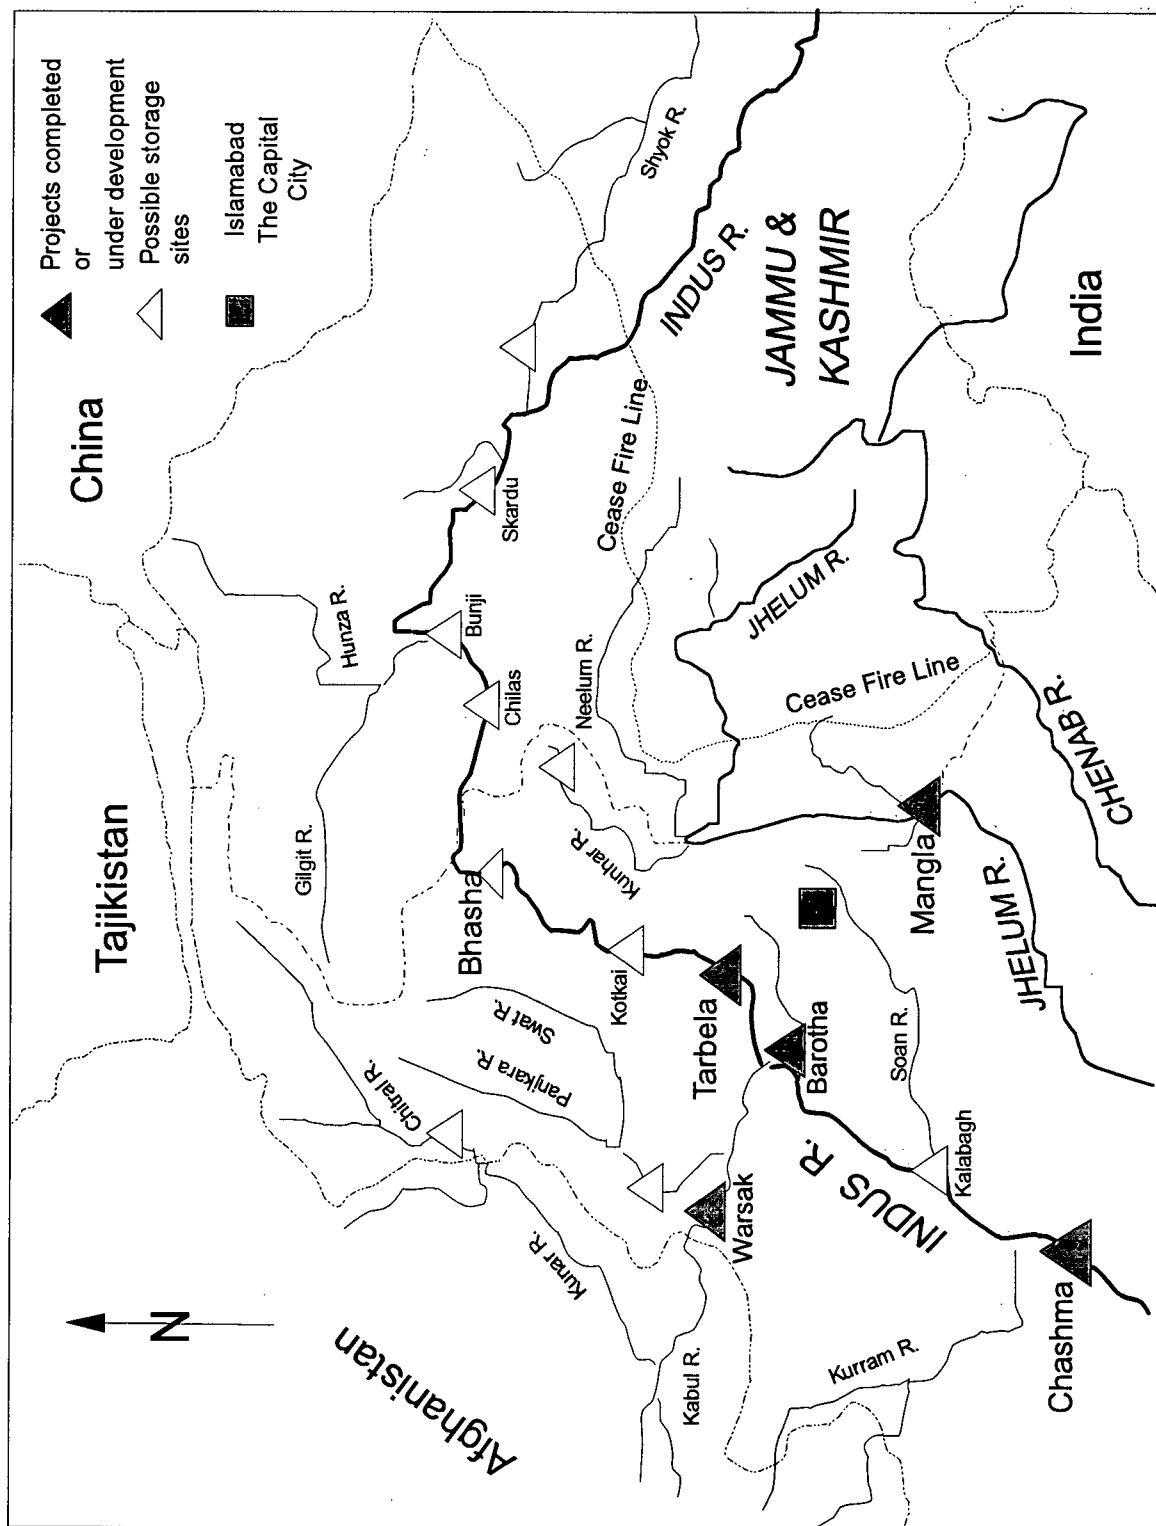 Projects completed
or
under development
Possible storage
sites
Islamabad
The Capital
City
China
Tajikistan
Afghanistan
N
Hunza R.
Gilgit R.
Chitral R.
Shyok R.
Skardu
Bunji
Chilas
Bhasha
Kotkai
Swat R.
Panjkara R.
Kunar R.
Kabul R.
Neelum R.
Kunhar R.
Cease Fire Line
INDUS R.
JAMMU &
KASHMIR
JHELUM R.
Cease Fire Line
India
CHENAB R.
Tarbela
Barotha
Warsak
INDUS R.
Soan R.
Mangla
JHELUM R.
Kalabagh
Kurram R.
Chashma